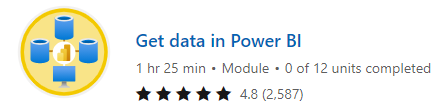 Get data in Power BI
1 hr 25 min • Module • 0 of 12 units completed
4.8 (2,587)